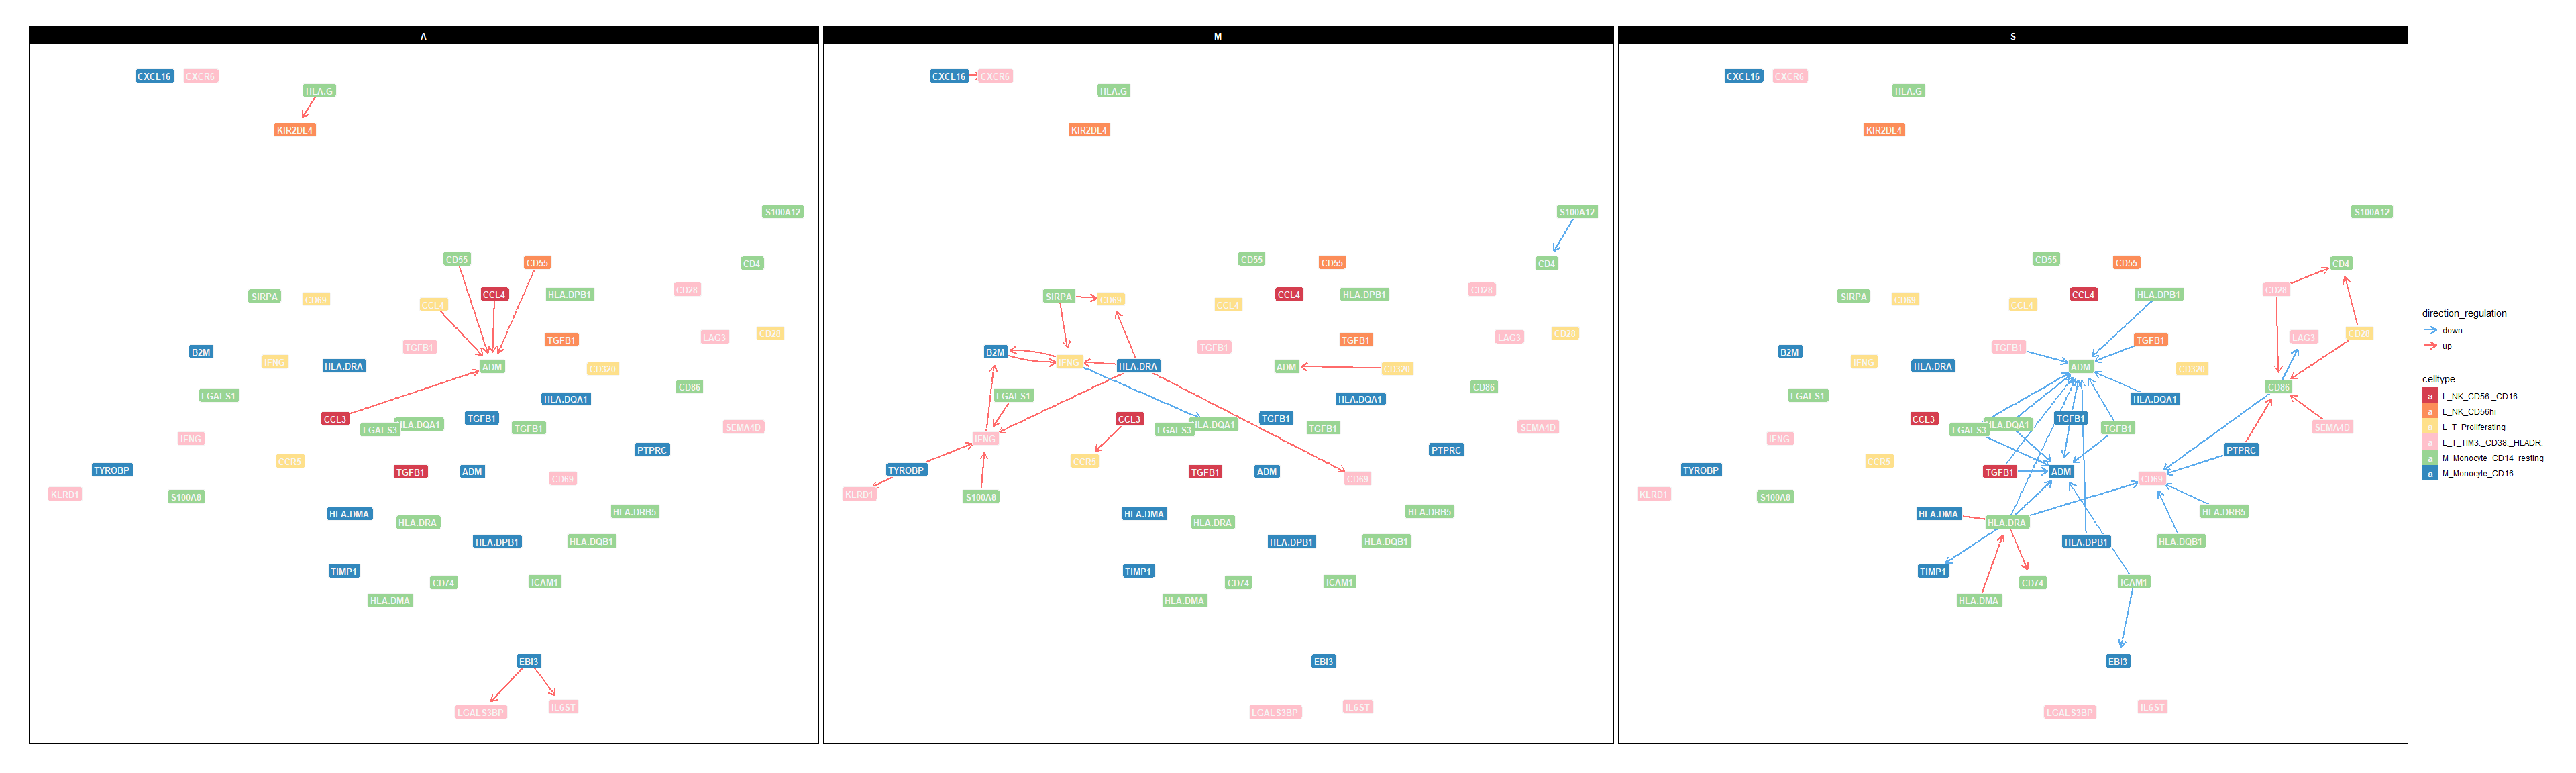 A
CXCL16 CXCR6
HLA.G
KIR2DL4
S100A12
CD55 CD55 CD4
SIRPA CD69 CCL4 CCL4 HLA.DPB1 CD28
TGFB1 TGFB1 LAG3 CD28
B2M IFNG HLA.DRA ADM CD320
LGALS1 HLA.DQA1 CD86
CCL3 LGALS3 HLA.DQA1 TGFB1 TGFB1 SEMA4D
IFNG PTPRC
TYROBP CCR5 TGFB1 ADM CD69
KLRD1 S100A8
HLA.DMA HLA.DRA HLA.DRB5
HLA.DPB1 HLA.DQB1
TIMP1 CD74 ICAM1
HLA.DMA
EBI3
LGALS3BP IL6ST
M
CXCL16 CXCR6
HLA.G
KIR2DL4
S100A12
CD55 CD55 CD4
SIRPA CD69 CCL4 CCL4 HLA.DPB1 CD28
TGFB1 TGFB1 LAG3 CD28
B2M IFNG HLA.DRA ADM CD320
LGALS1 HLA.DQA1 CD86
CCL3 LGALS3 HLA.DQA1 TGFB1 TGFB1 SEMA4D
IFNG PTPRC
TYROBP CCR5 TGFB1 ADM CD69
KLRD1 S100A8
HLA.DMA HLA.DRA HLA.DRB5
HLA.DPB1 HLA.DQB1
TIMP1 CD74 ICAM1
HLA.DMA
EBI3
LGALS3BP IL6ST
S
CXCL16 CXCR6
HLA.G
KIR2DL4
S100A12
CD55 CD55 CD4
SIRPA CD69 CCL4 CCL4 HLA.DPB1 CD28
TGFB1 TGFB1 LAG3 CD28
B2M IFNG HLA.DRA ADM CD320
LGALS1 HLA.DQA1 CD86
CCL3 LGALS3 HLA.DQA1 TGFB1 TGFB1 SEMA4D
IFNG PTPRC
TYROBP CCR5 TGFB1 ADM CD69
KLRD1 S100A8
HLA.DMA HLA.DRA HLA.DRB5
HLA.DPB1 HLA.DQB1
TIMP1 CD74 ICAM1
HLA.DMA
EBI3
LGALS3BP IL6ST
direction_regulation
down
up
celltype
a L_NK_CD56._CD16.
a L_NK_CD56hi
a L_T_Proliferating
a L_T_TIM3._CD38._HLADR.
a M_Monocyte_CD14_resting
a M_Monocyte_CD16